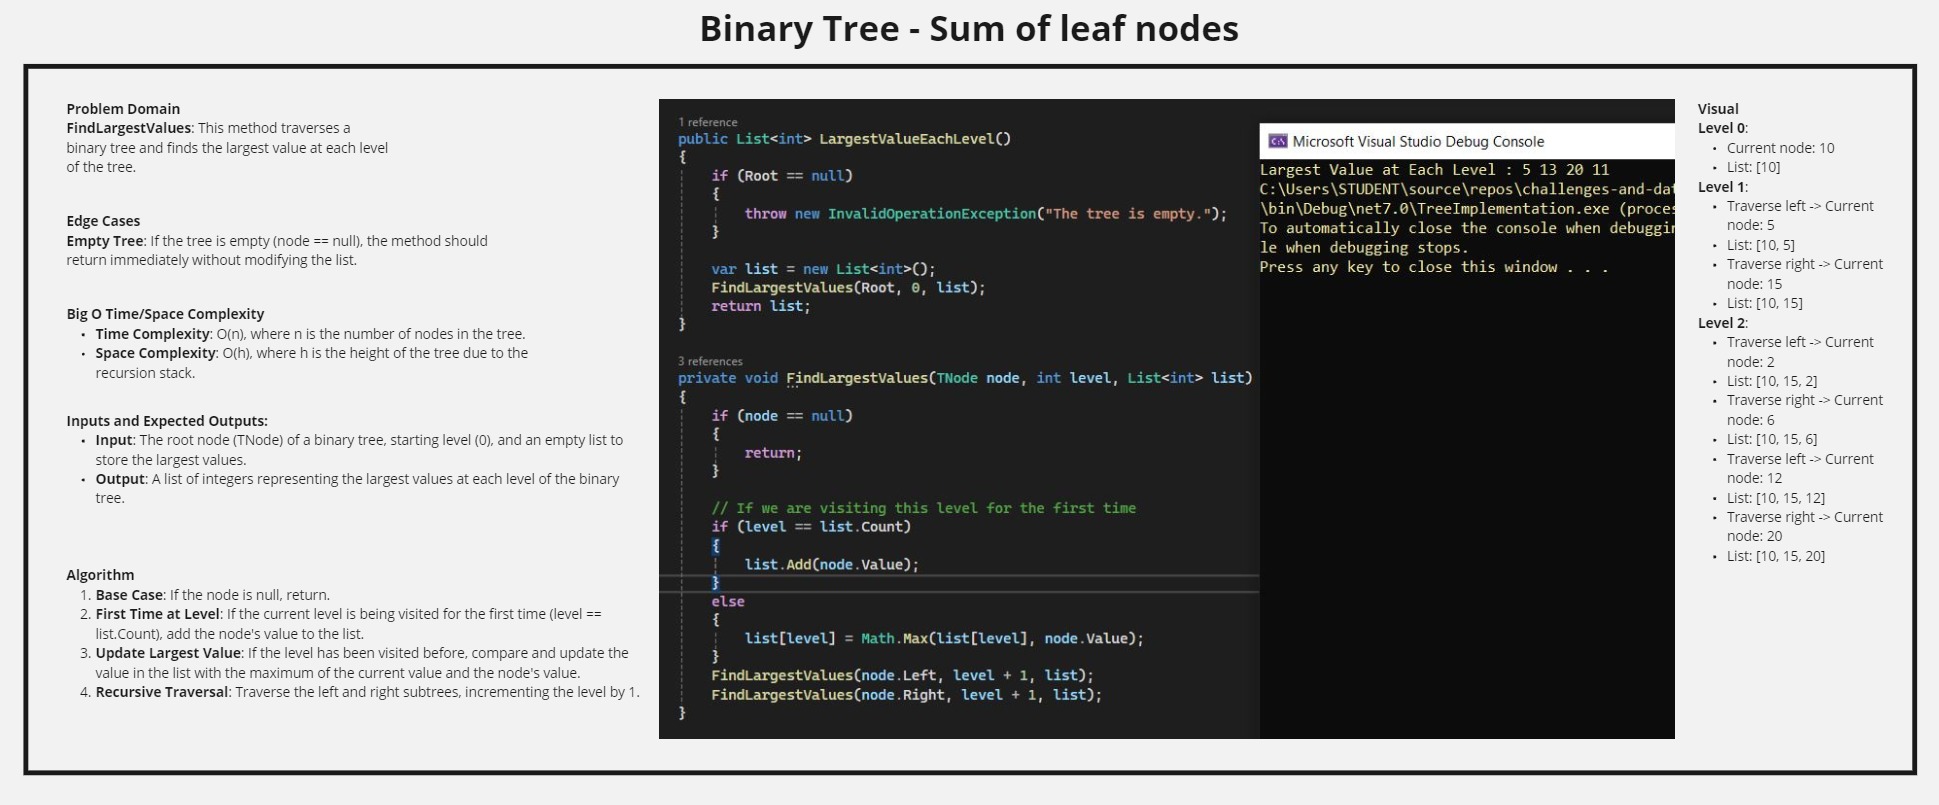 Binary Tree - Sum of leaf nodes
Problem Domain
FindLargestValues: This method traverses a
binary tree and finds the largest value at each level
of the tree.
Edge Cases
Empty Tree: If the tree is empty (node == null), the method should
return immediately without modifying the list.
Big O Time/Space Complexity
• Time Complexity: O(n), where n is the number of nodes in the tree.
• Space Complexity: O(h), where h is the height of the tree due to the
recursion stack.
Inputs and Expected Outputs:
• Input: The root node (TNode) of a binary tree, starting level (0), and an empty list to
store the largest values.
• Output: A list of integers representing the largest values at each level of the binary
tree.
Algorithm
1. Base Case: If the node is null, return.
2. First Time at Level: If the current level is being visited for the first time (level ==
list.Count), add the node's value to the list.
3. Update Largest Value: If the level has been visited before, compare and update the
value in the list with the maximum of the current value and the node's value.
4. Recursive Traversal: Traverse the left and right subtrees, incrementing the level by 1.
1 reference
public List<int> LargestValueEachLevel()
{
if (Root == null)
{
throw new InvalidOperationException("The tree is empty.");
}
var list = new List<int>();
FindLargestValues(Root, 0, list);
return list;
}
3 references
private void FindLargestValues(TNode node, int level, List<int> list)
{
if (node == null)
{
return;
}
// If we are visiting this level for the first time
if (level == list.Count)
{
list.Add(node.Value);
}
else
{
list[level] = Math.Max(list[level], node.Value);
}
FindLargestValues(node.Left, level + 1, list);
FindLargestValues(node.Right, level + 1, list);
}
Microsoft Visual Studio Debug Console
Largest Value at Each Level : 5 13 20 11
C:\Users\STUDENT\source\repos\challenges-and-dat
\bin\Debug\net7.0\TreeImplementation.exe (proces
To automatically close the console when debuggin
le when debugging stops.
Press any key to close this window . . .
Visual
Level 0:
• Current node: 10
• List: [10]
Level 1:
• Traverse left -> Current
node: 5
• List: [10, 5]
• Traverse right -> Current
node: 15
• List: [10, 15]
Level 2:
• Traverse left -> Current
node: 2
• List: [10, 15, 2]
• Traverse right -> Current
node: 6
• List: [10, 15, 6]
• Traverse left -> Current
node: 12
• List: [10, 15, 12]
• Traverse right -> Current
node: 20
• List: [10, 15, 20]